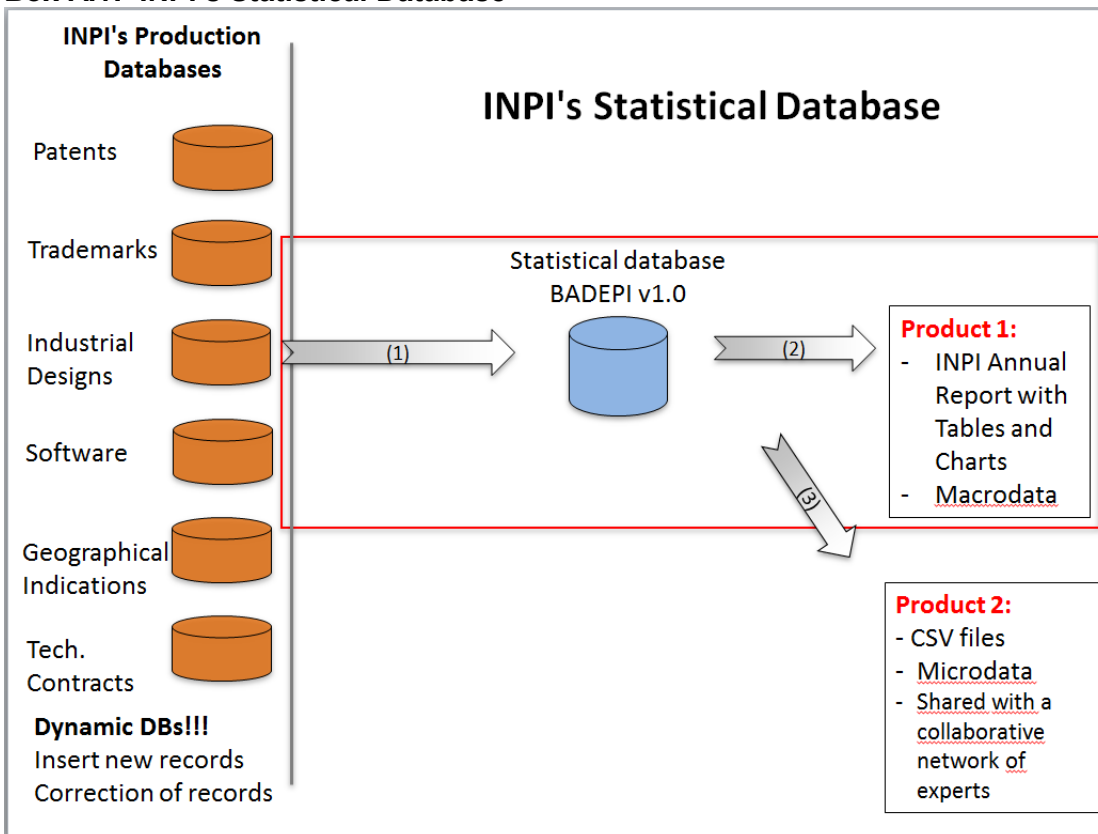 INPI's Production
Databases
INPI's Statistical Database
Patents
Trademarks
Industrial
Designs
Software
Geographical
Indications
Tech.
Contracts
Dynamic DBs!!!
Insert new records
Correction of records
(1)
Statistical database
BADEPI v1.0
(2)
(3)
Product 1:
- INPI Annual
Report with
Tables and
Charts
- Macrodata
Product 2:
- CSV files
- Microdata
- Shared with a
collaborative
network of
experts